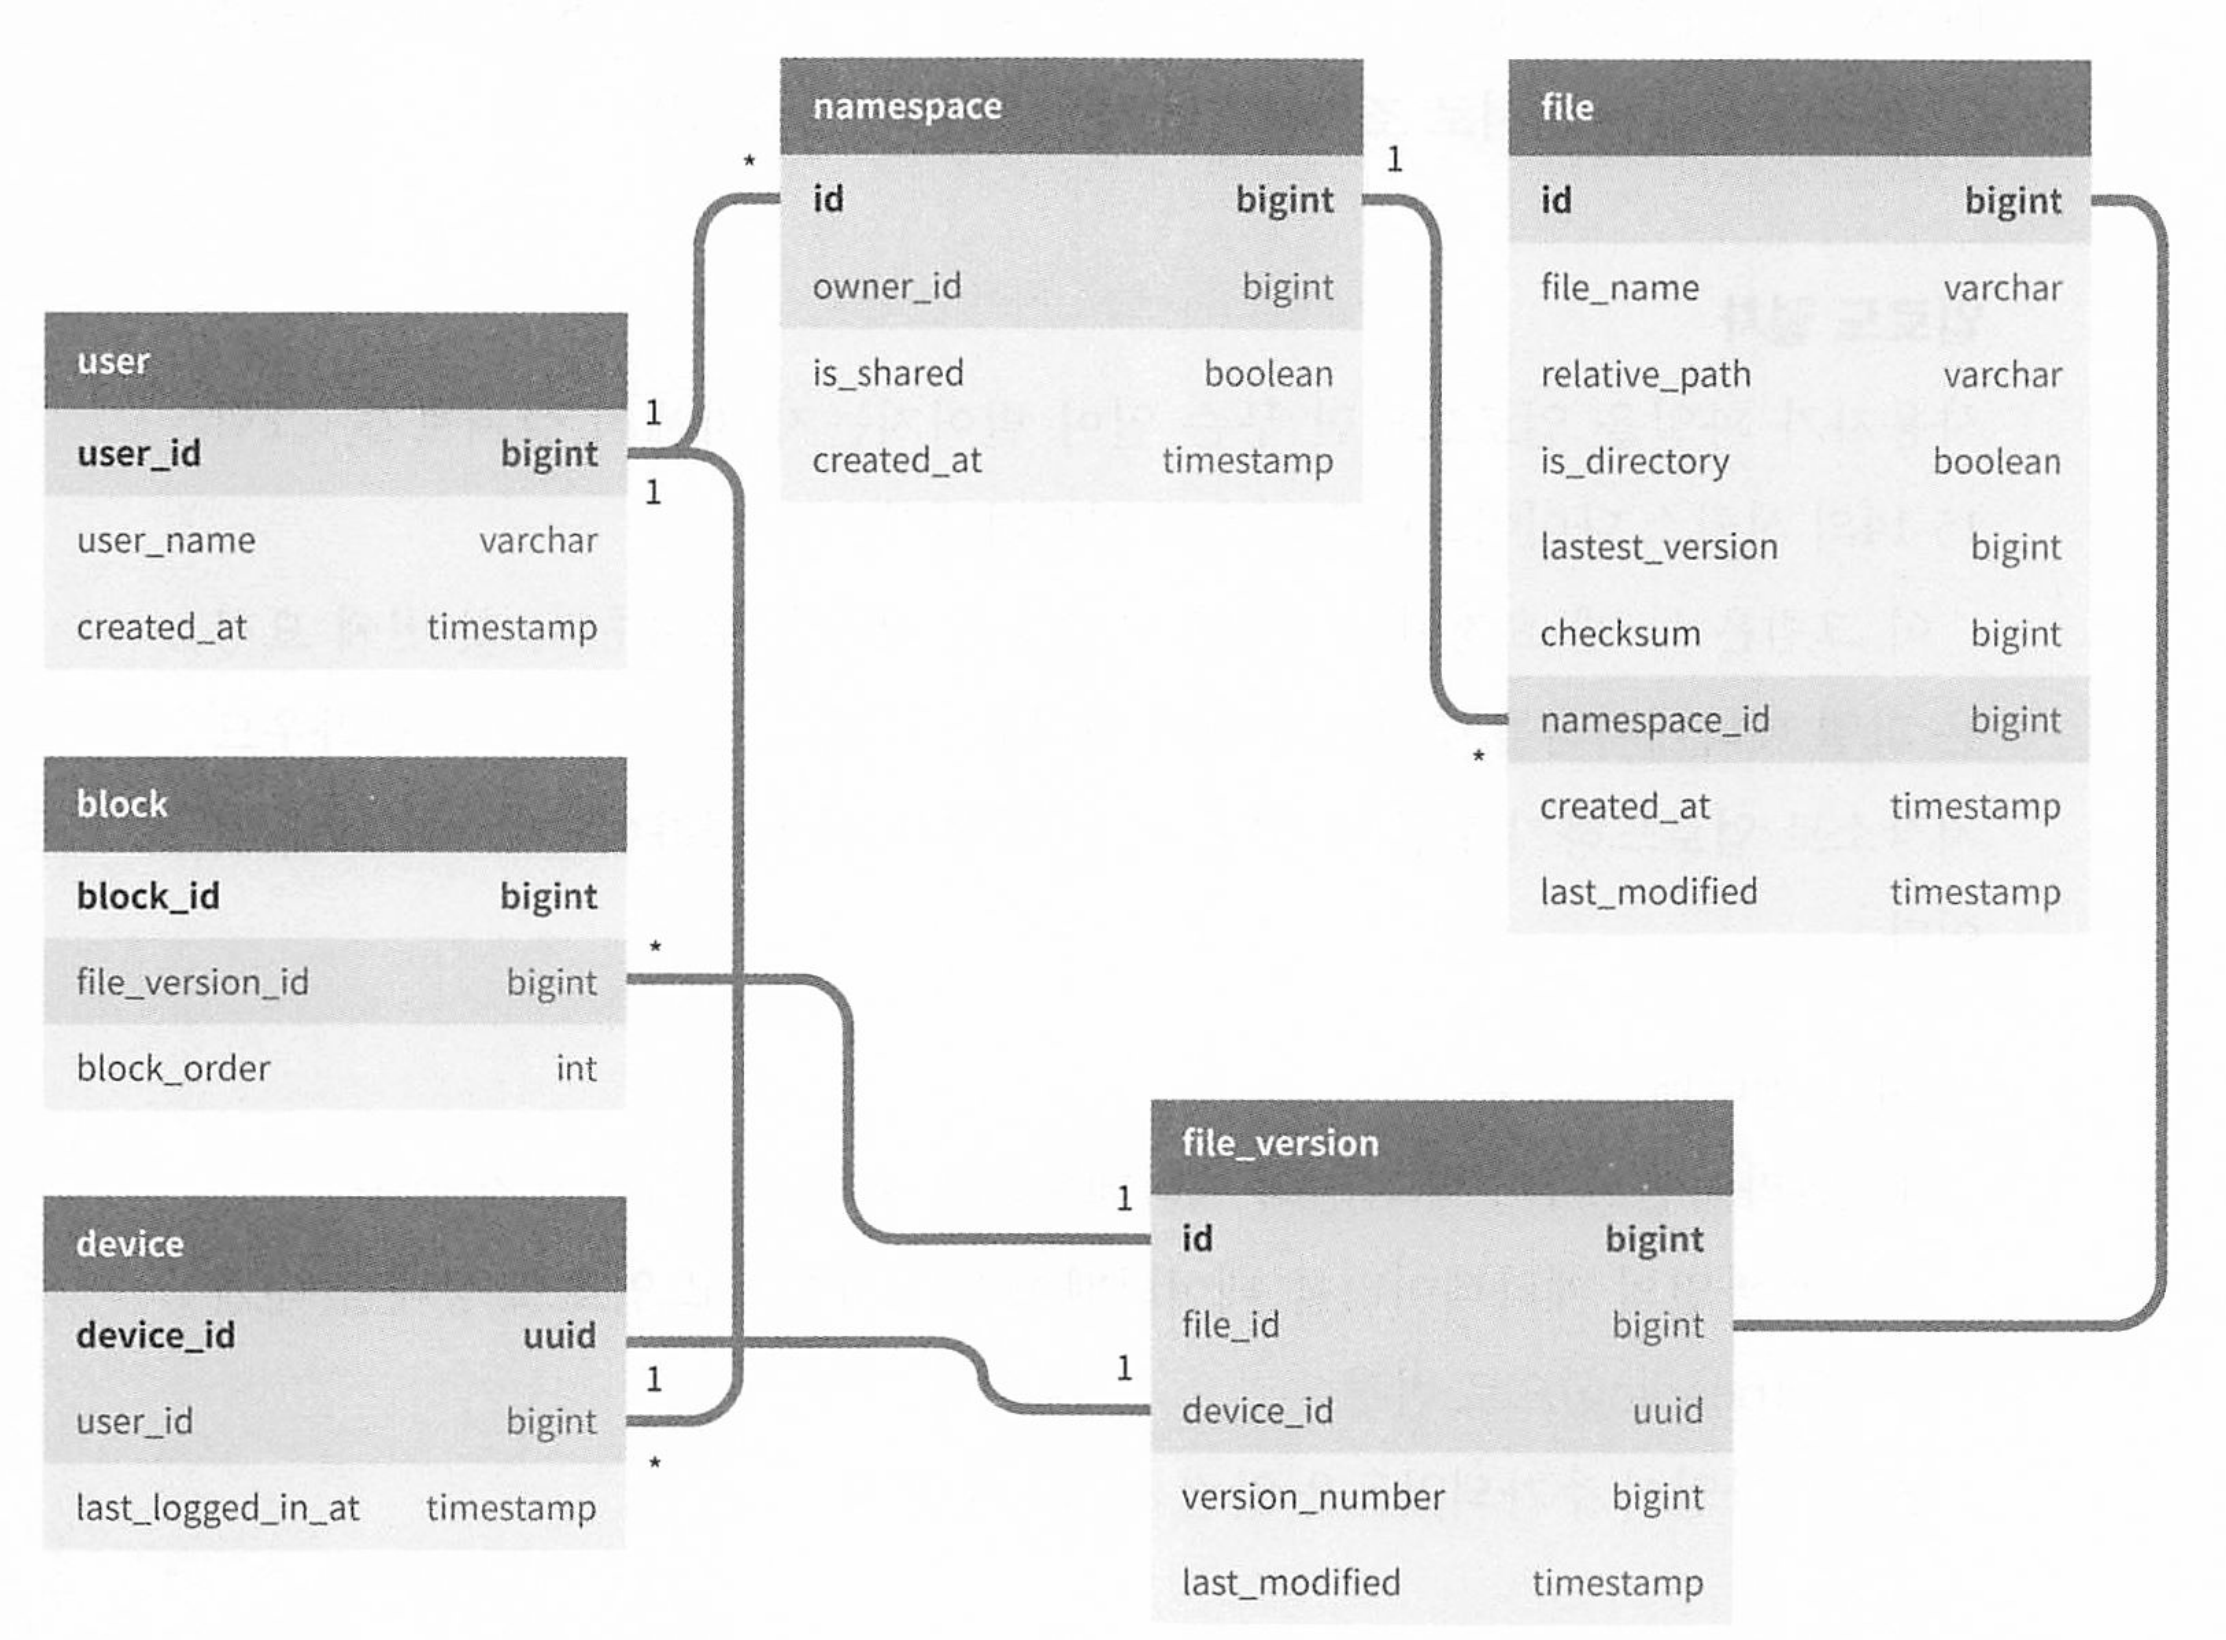 namespace
* id bigint 1
owner_id bigint
is_shared boolean
created_at timestamp
file
id bigint
file_name varchar
relative_path varchar
is_directory boolean
lastest_version bigint
checksum bigint
namespace_id bigint
*
created_at timestamp
last_modified timestamp
user
1
user_id bigint
1
user_name varchar
created_at timestamp
block
block_id bigint
*
file_version_id bigint
block_order int
device
device_id uuid
1
user_id bigint
*
last_logged_in_at timestamp
file_version
1
id bigint
file_id bigint
1
device_id uuid
version_number bigint
last_modified timestamp